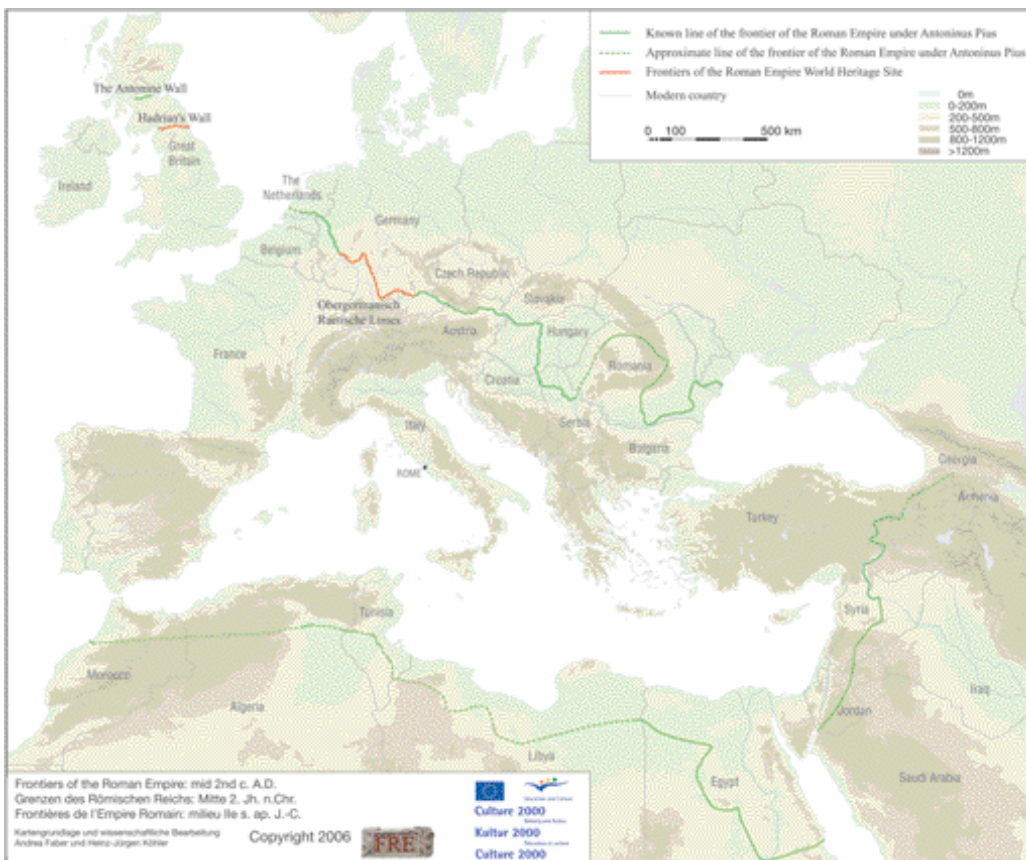 Known line of the frontier of the Roman Empire under Antoninus Pius
Approximate line of the frontier of the Roman Empire under Antoninus Pius
Frontiers of the Roman Empire World Heritage Site
Modern country
0 100 500 km
0m
0-200m
200-500m
500-800m
800-1200m
>1200m
The Antonine Wall
Hadrian's Wall
Great
Britain
Ireland
The
Netherlands
Germany
Belgium
Czech Republic
Slovakia
Obergermanisch
Raetische Limes
Austria
Hungary
France
Croatia
Romania
Italy
Serbia
Bulgaria
ROME
Georgia
Armenia
Turkey
Tunisia
Syria
Morocco
Algeria
Iraq
Jordan
Libya
Egypt
Saudi Arabia
Frontiers of the Roman Empire; mid 2nd c. A.D.
Grenzen des Römischen Reichs: Mitte 2. Jh. n.Chr.
Frontières de l'Empire Romain: milieu IIe s. ap. J.-C.
Kartengrundlage und wissenschaftliche Bearbeitung
Andrea Faber und Heinz-Jürgen Köhler
Copyright 2006
FRE
Education and Culture
Culture 2000
Kultur 2000
Culture 2000